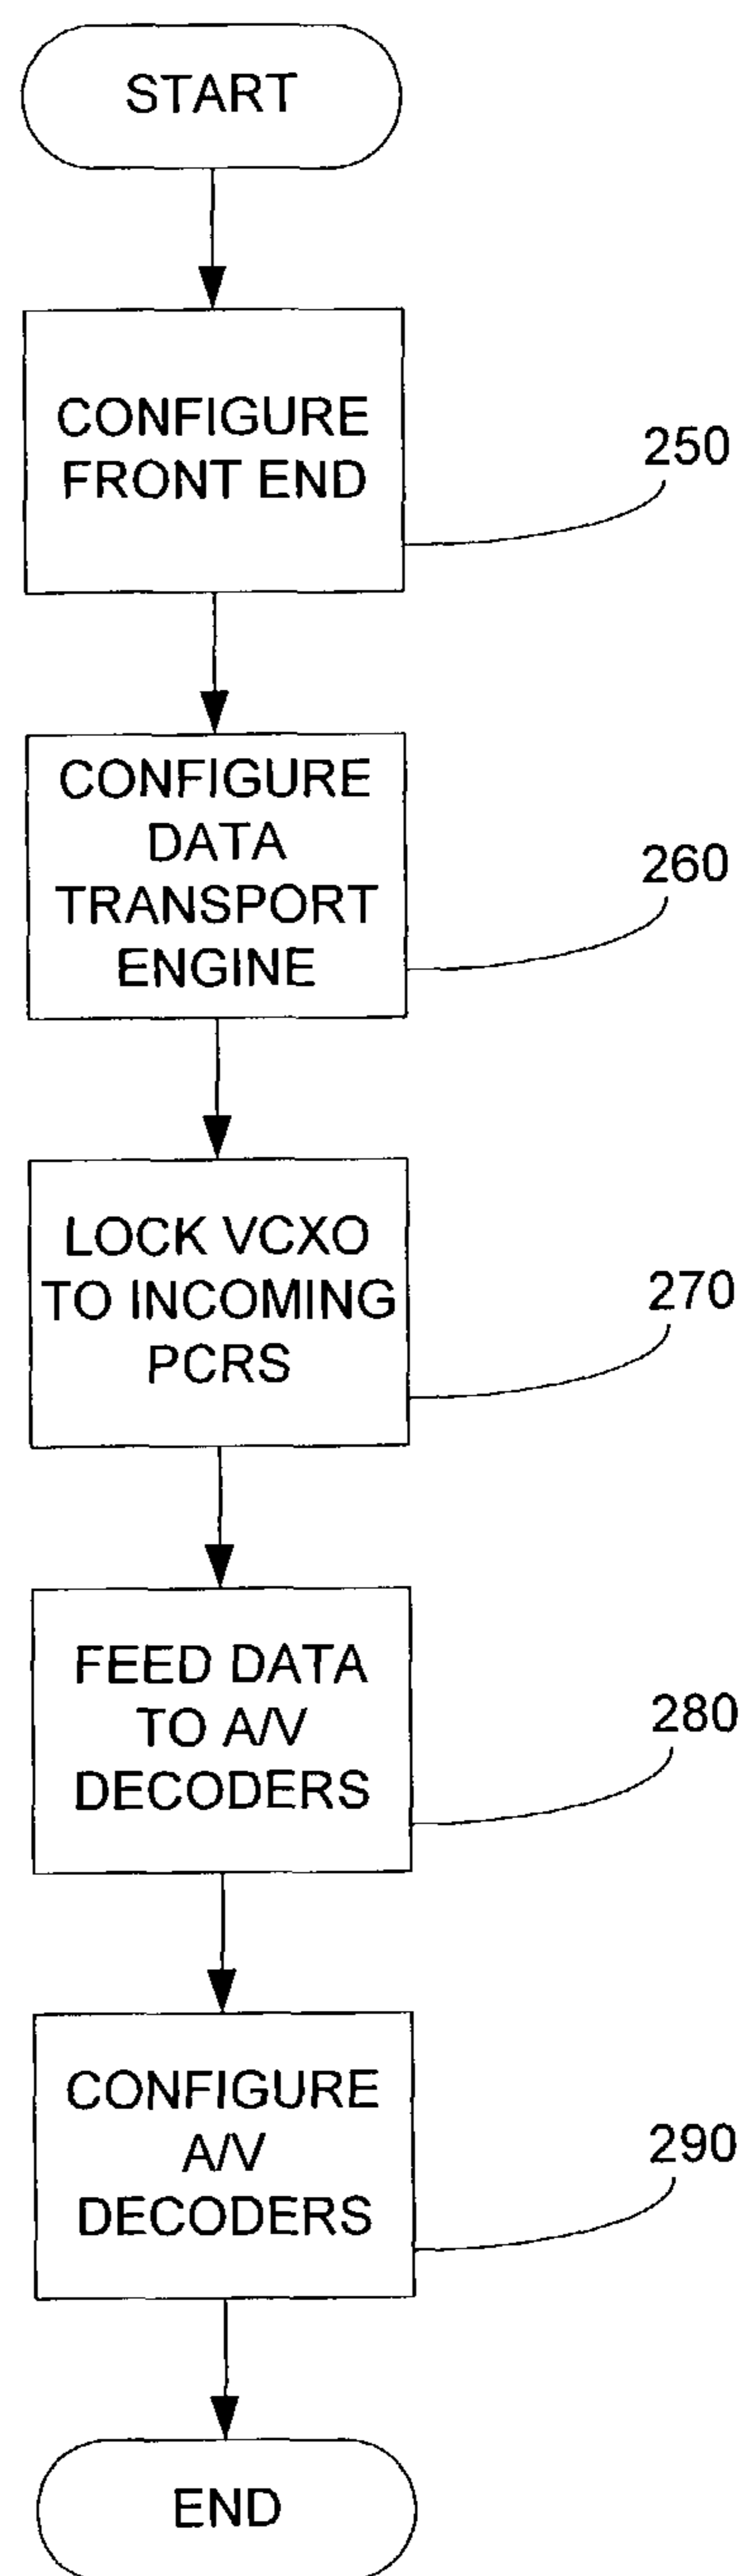 START
CONFIGURE
FRONT END
250
CONFIGURE
DATA
TRANSPORT
ENGINE
260
LOCK VCXO
TO INCOMING
PCRS
270
FEED DATA
TO A/V
DECODERS
280
CONFIGURE
A/V
DECODERS
290
END